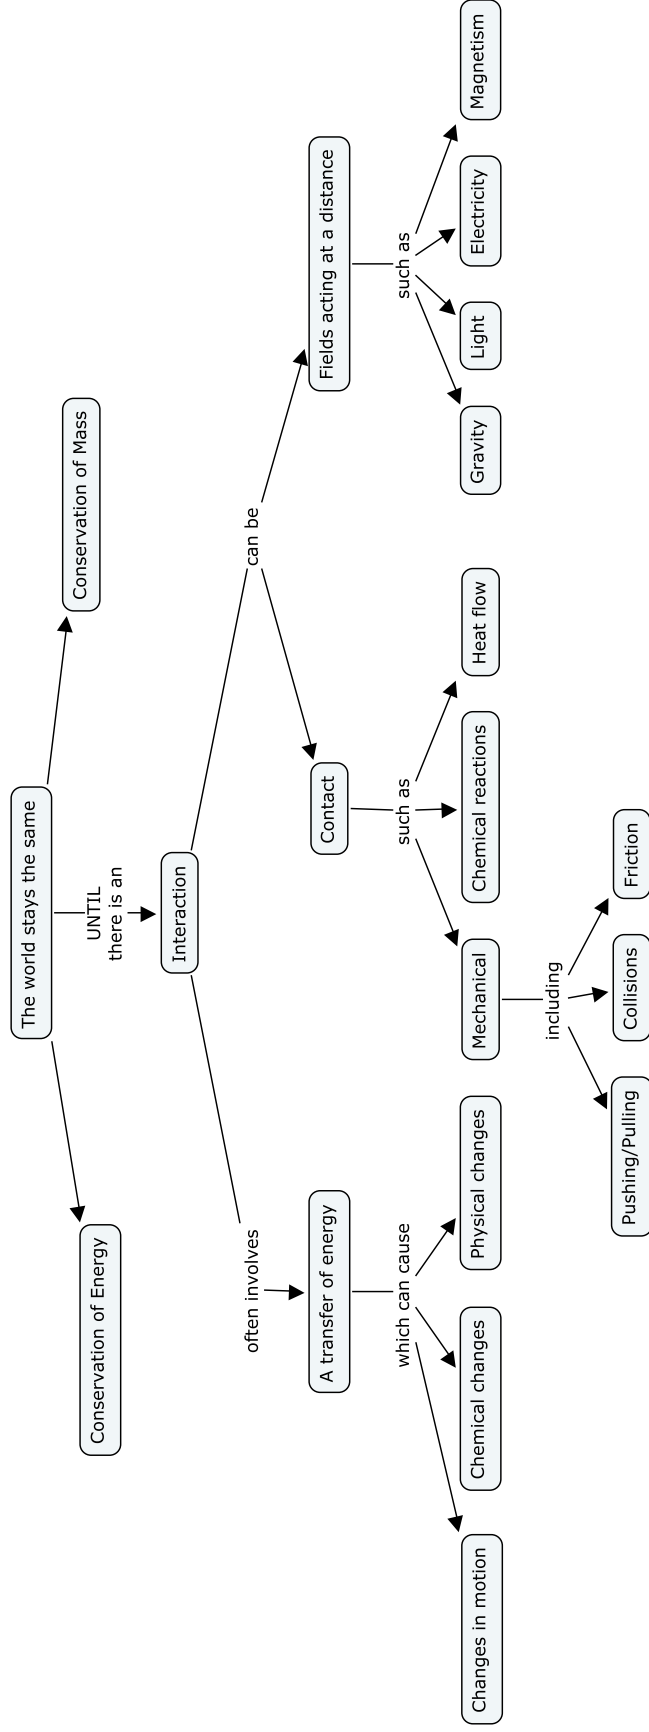 The world stays the same
Conservation of Energy
UNTIL
there is an
Conservation of Mass
Interaction
often involves
can be
A transfer of energy
Contact
Fields acting at a distance
which can cause
such as
such as
Changes in motion
Chemical changes
Physical changes
Mechanical
Chemical reactions
Heat flow
Gravity
Light
Electricity
Magnetism
including
Pushing/Pulling
Collisions
Friction